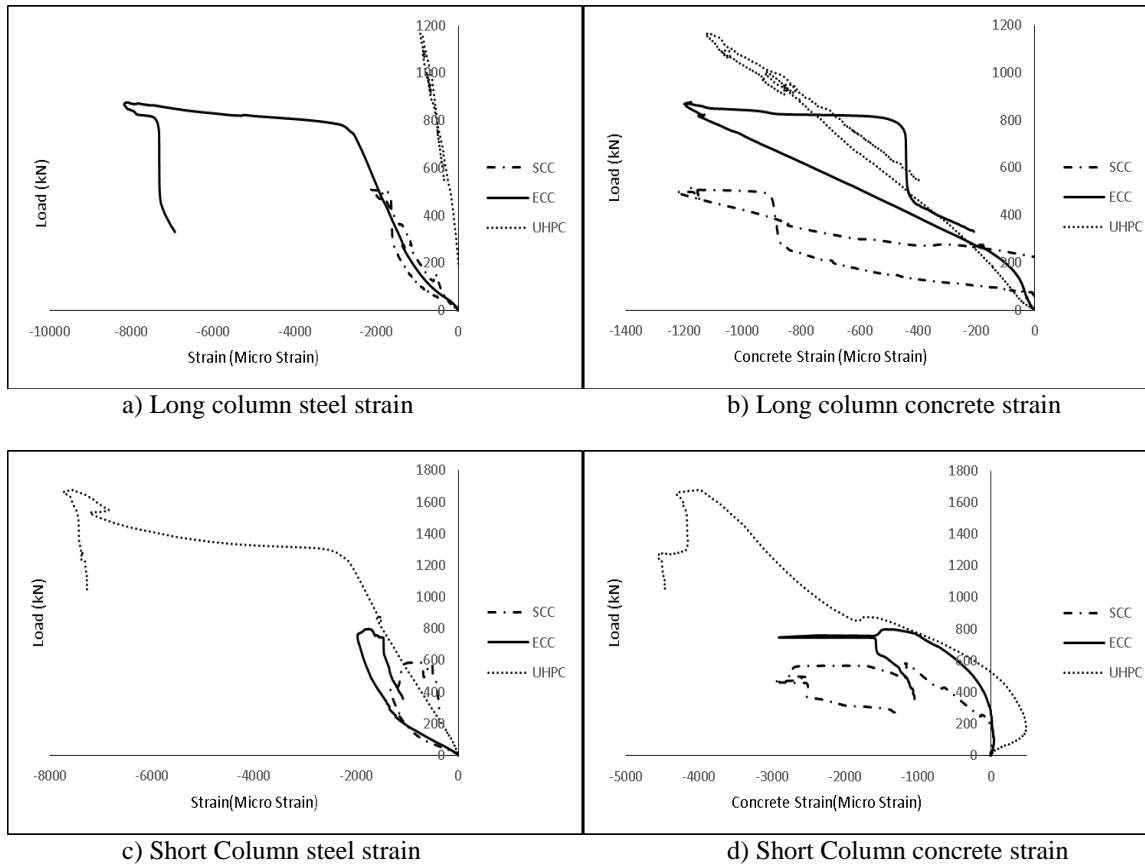 1200
1000
800
600
400
200
0
Load (kN)
SCC
ECC
UHPC
-10000 -8000 -6000 -4000 -2000 0
Strain (Micro Strain)
a) Long column steel strain
1200
1000
800
600
400
200
0
Load (kN)
SCC
ECC
UHPC
-1400 -1200 -1000 -800 -600 -400 -200 0
Concrete Strain (Micro Strain)
b) Long column concrete strain
1800
1600
1400
1200
1000
800
600
400
200
0
Load (kN)
SCC
ECC
UHPC
-8000 -6000 -4000 -2000 0
Strain(Micro Strain)
c) Short Column steel strain
1800
1600
1400
1200
1000
800
600
400
200
0
Load (kN)
SCC
ECC
UHPC
-5000 -4000 -3000 -2000 -1000 0
Concrete Strain(Micro Strain)
d) Short Column concrete strain